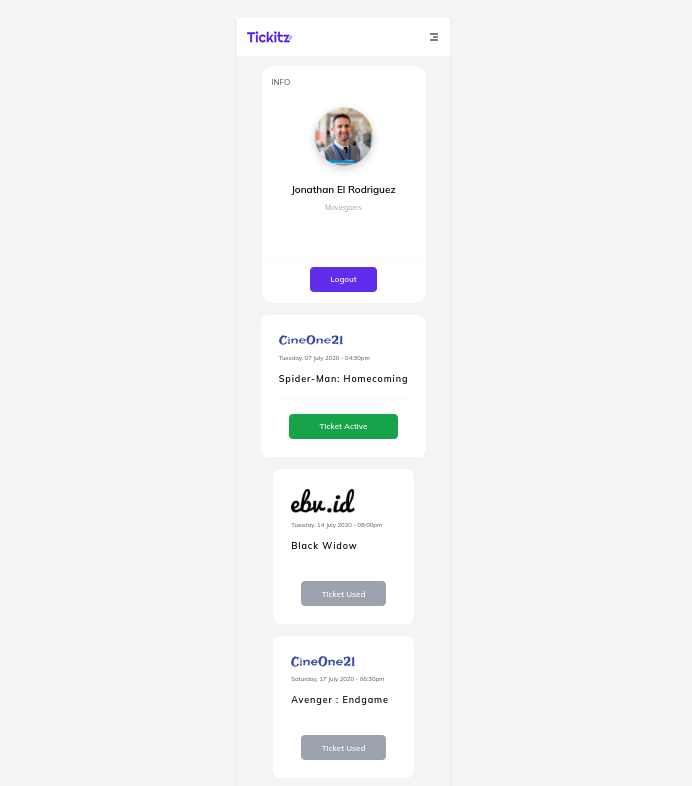 Tickitz
INFO
Jonathan El Rodriguez
Moviegoers
Logout
CineOne21
Tuesday, 07 July 2020 - 04:30pm
Spider-Man: Homecoming
Ticket Active
ebv.id
Tuesday, 14 July 2020 - 08:00pm
Black Widow
Ticket Used
CineOne21
Saturday, 17 July 2020 - 06:30pm
Avenger : Endgame
Ticket Used